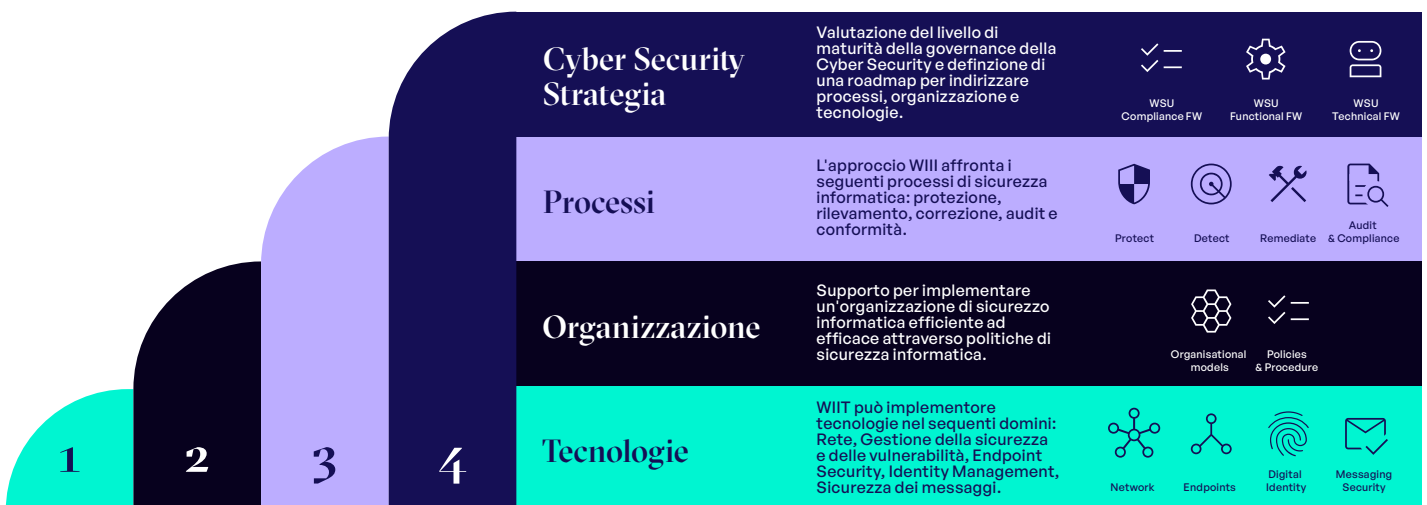 Cyber Security
Strategia
Valutazione del livello di
maturità della governance della
Cyber Security e definzione di
una roadmap per indirizzare
processi, organizzazione e
tecnologie.
WSU
Compliance FW
WSU
Functional FW
WSU
Technical FW
Processi
L'approccio WIII affronta i
seguenti processi di sicurezza
informatica: protezione,
rilevamento, correzione, audit e
conformità.
Protect
Detect
Remediate
Audit
& Compliance
Organizzazione
Supporto per implementare
un'organizzazione di sicurezzo
informatica efficiente ad
efficace attraverso politiche di
sicurezza informatica.
Organisational
models
Policies
& Procedure
Tecnologie
WIIT può implementore
tecnologie nel sequenti domini:
Rete, Gestione della sicurezza
e delle vulnerabilità, Endpoint
Security, Identity Management,
Sicurezza dei messaggi.
Network
Endpoints
Digital
Identity
Messaging
Security
1
2
3
4